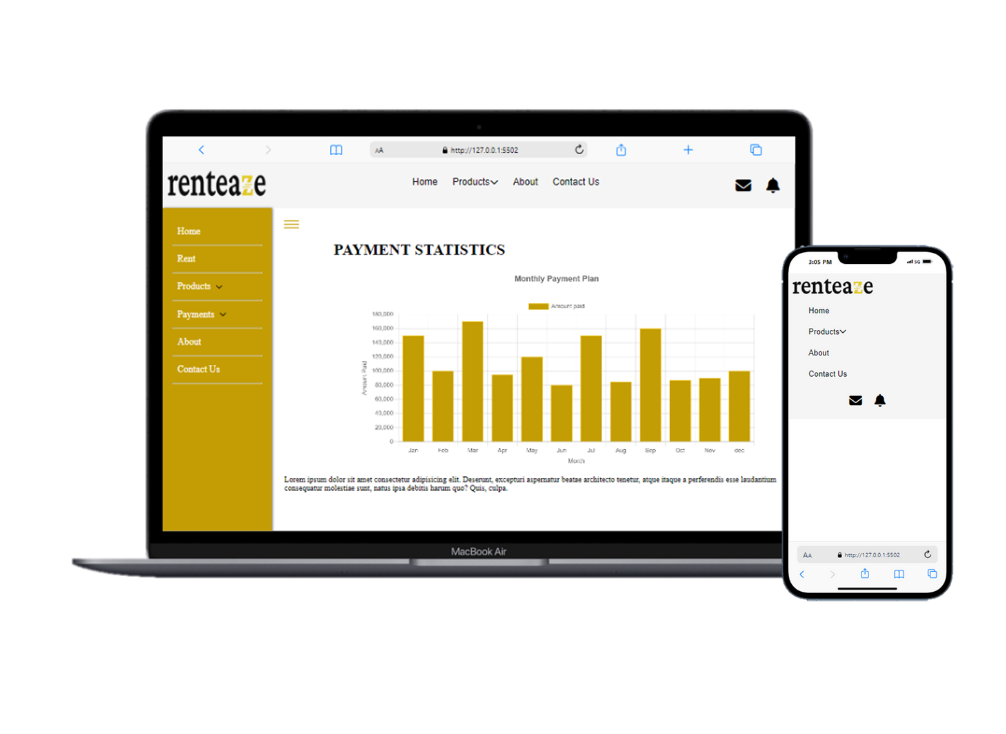 AA http://127.0.0.1:5502
renteaze
Home Products About Contact Us
Home
Rent
Products
Payments
About
Contact Us
PAYMENT STATISTICS
Monthly Payment Plan
Amount paid
180,000
160,000
140,000
120,000
100,000
80,000
60,000
40,000
20,000
0
Amount Paid
Jan Feb Mar Apr May Jun Jul Aug Sep Oct Nov dec
Month
Lorem ipsum dolor sit amet consectetur adipisicing elit. Deserunt, excepturi aspernatur beatae architecto tenetur, atque itaque a perferendis esse laudantium
consequatur molestiae sunt, natus ipsa debitis harum quo? Quis, culpa.
MacBook Air
3:05 PM 5G
renteaze
Home
Products
About
Contact Us
AA http://127.0.0.1:5502